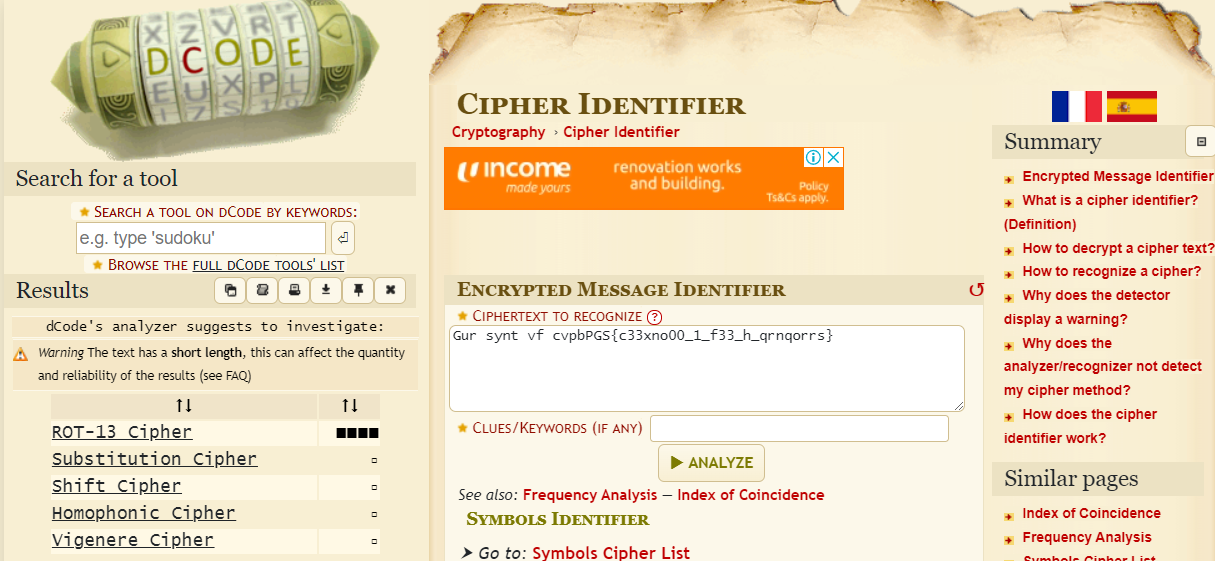 DCODE
Search for a tool
SEARCH A TOOL ON DCODE BY KEYWORDS:
e.g. type 'sudoku'
BROWSE THE FULL DCODE TOOLS' LIST
Results
dCode's analyzer suggests to investigate:
Warning The text has a short length, this can affect the quantity
and reliability of the results (see FAQ)
↑↓ ↑↓
ROT-13 Cipher ■■■■
Substitution Cipher ▫
Shift Cipher ▫
Homophonic Cipher ▫
Vigenere Cipher ▫
CIPHER IDENTIFIER
Cryptography › Cipher Identifier
income
made yours
renovation works
and building.
Policy
Ts&Cs apply.
ENCRYPTED MESSAGE IDENTIFIER
CIPHERTEXT TO RECOGNIZE ?
Gur synt vf cvpbPGS{c33xno00_1_f33_h_qrnqorrs}
CLUES/KEYWORDS (IF ANY)
▶ ANALYZE
See also: Frequency Analysis — Index of Coincidence
SYMBOLS IDENTIFIER
➤ Go to: Symbols Cipher List
Summary
Encrypted Message Identifier
What is a cipher identifier?
(Definition)
How to decrypt a cipher text?
How to recognize a cipher?
Why does the detector
display a warning?
Why does the
analyzer/recognizer not detect
my cipher method?
How does the cipher
identifier work?
Similar pages
Index of Coincidence
Frequency Analysis
Symbols Cipher List